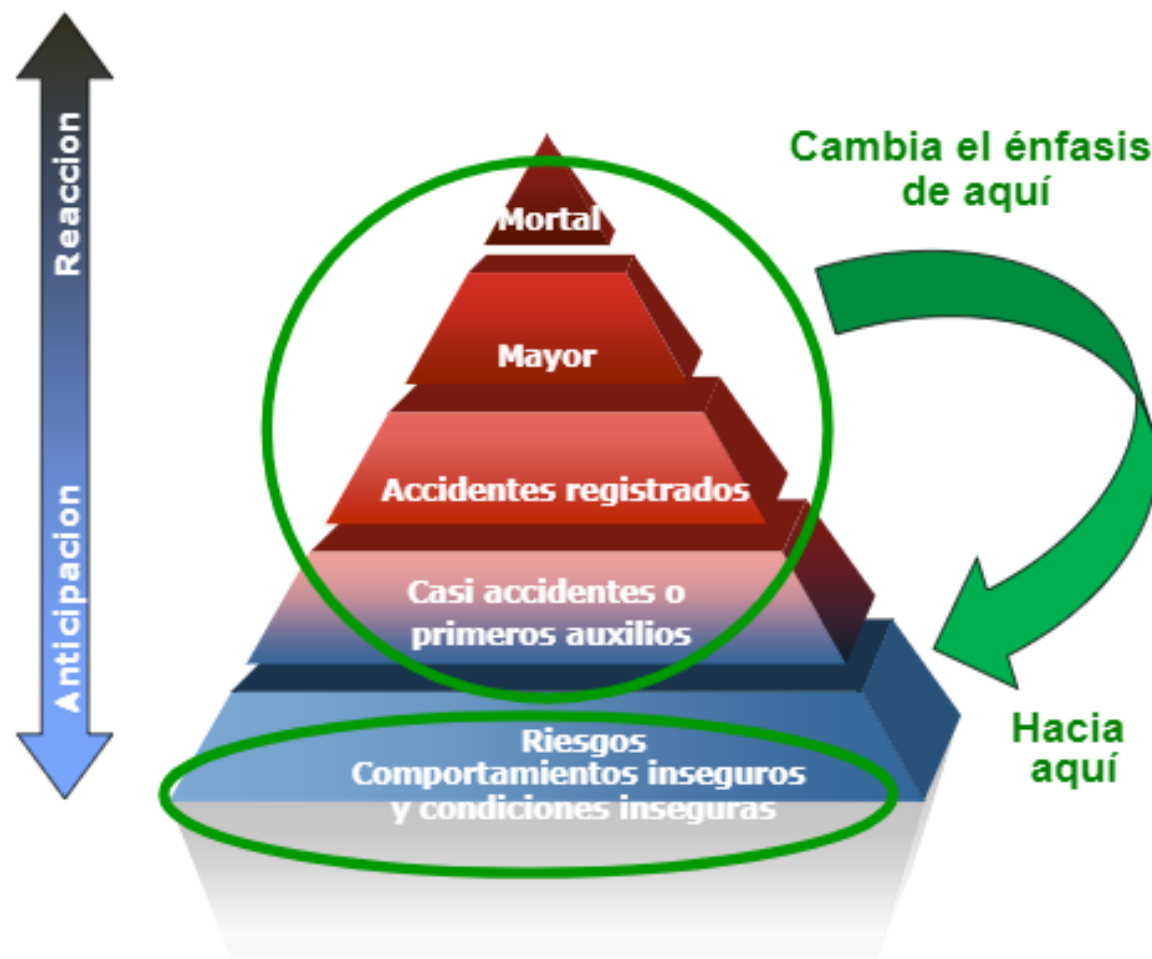 Reaccion
Anticipacion
Mortal
Mayor
Accidentes registrados
Casi accidentes o
primeros auxilios
Riesgos
Comportamientos inseguros
y condiciones inseguras
Cambia el énfasis
de aquí
Hacia
aquí